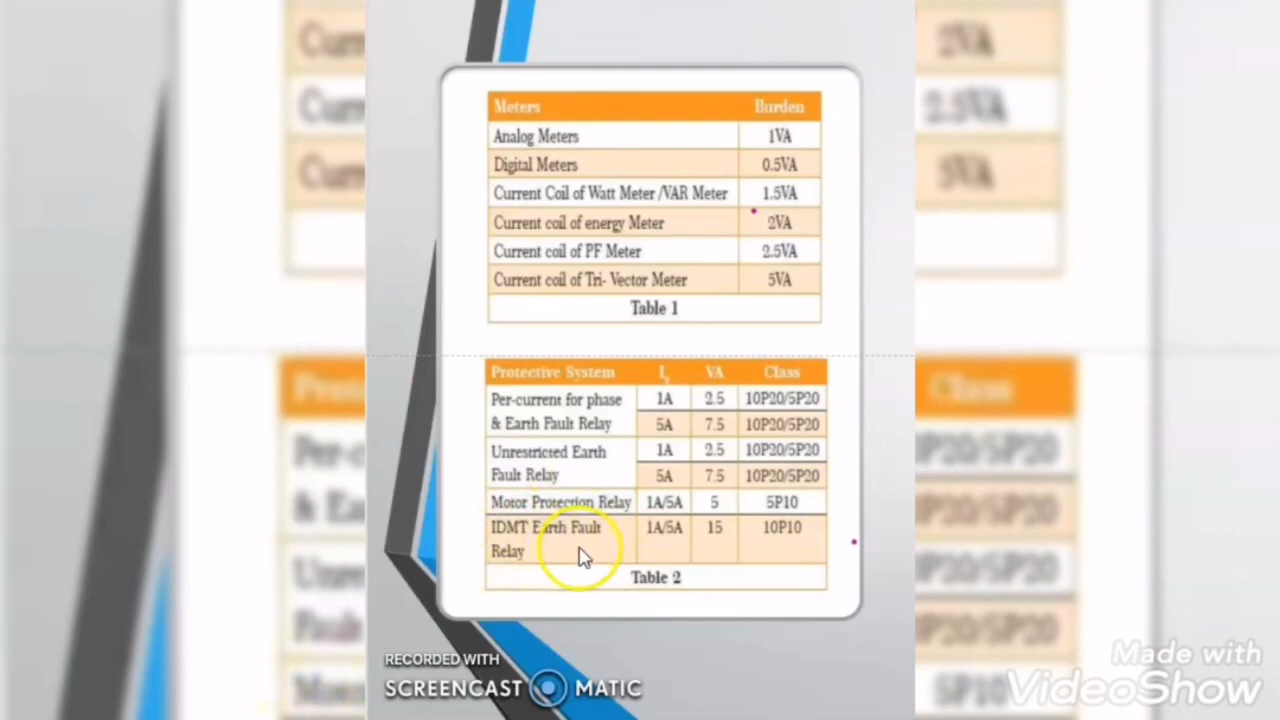 Meters Burden
Analog Meters 1VA
Digital Meters 0.5VA
Current Coil of Watt Meter /VAR Meter 1.5VA
Current coil of energy Meter 2VA
Current coil of PF Meter 2.5VA
Current coil of Tri- Vector Meter 5VA
Table 1
Protective System I VA Class
Per-current for phase 1A 2.5 10P20/5P20
& Earth Fault Relay 5A 7.5 10P20/5P20
Unrestricted Earth 1A 2.5 10P20/5P20
Fault Relay 5A 7.5 10P20/5P20
Motor Protection Relay 1A/5A 5 5P10
IDMT Earth Fault 1A/5A 15 10P10
Relay
Table 2
RECORDED WITH
SCREENCAST MATIC
Made with
VideoShow